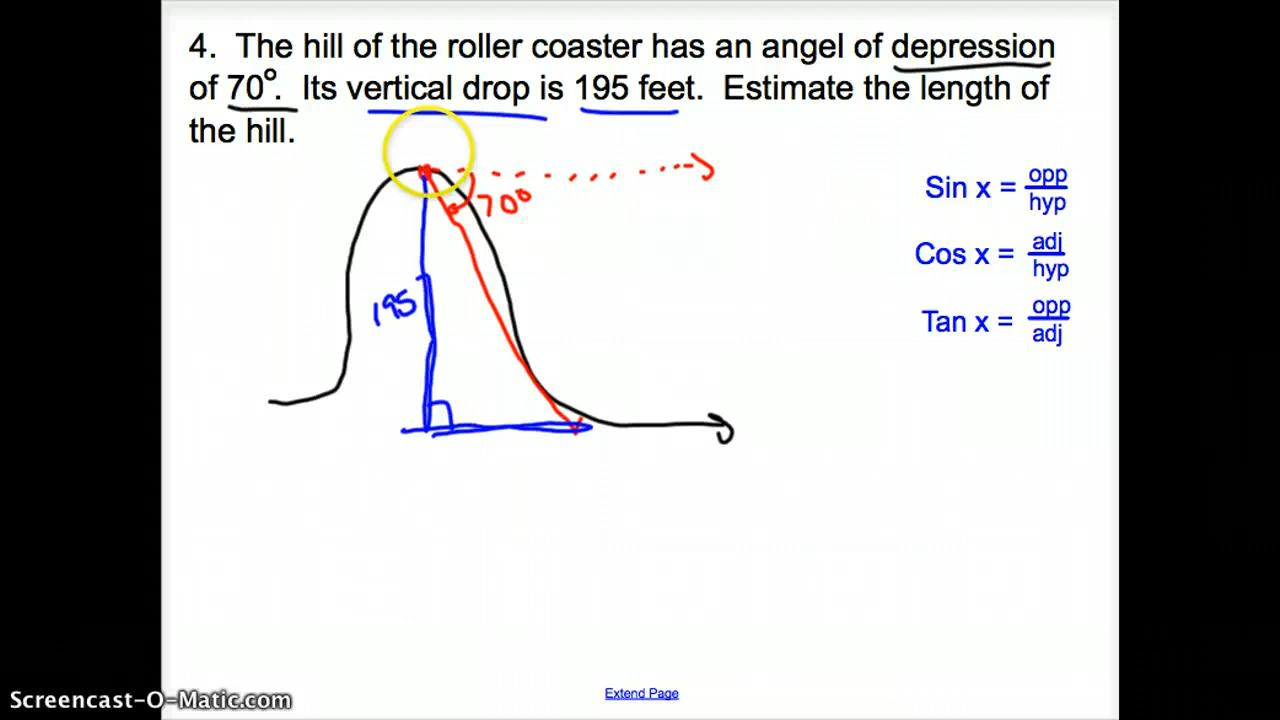 4. The hill of the roller coaster has an angel of depression
of 70°. Its vertical drop is 195 feet. Estimate the length of
the hill.
70°
195
Sin x = opp/hyp
Cos x = adj/hyp
Tan x = opp/adj
Extend Page
Screencast-O-Matic.com